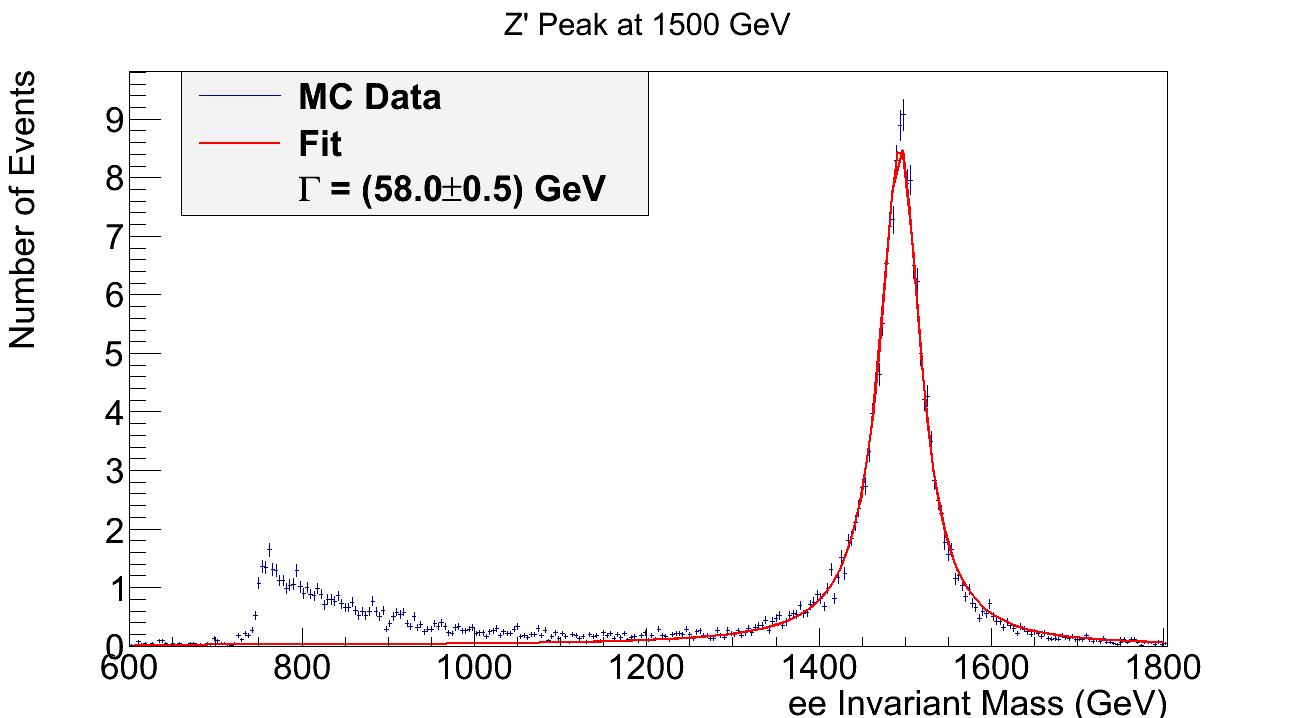 Z' Peak at 1500 GeV
Number of Events
MC Data
Fit
Γ = (58.0±0.5) GeV
9
8
7
6
5
4
3
2
1
0
600 800 1000 1200 1400 1600 1800
ee Invariant Mass (GeV)